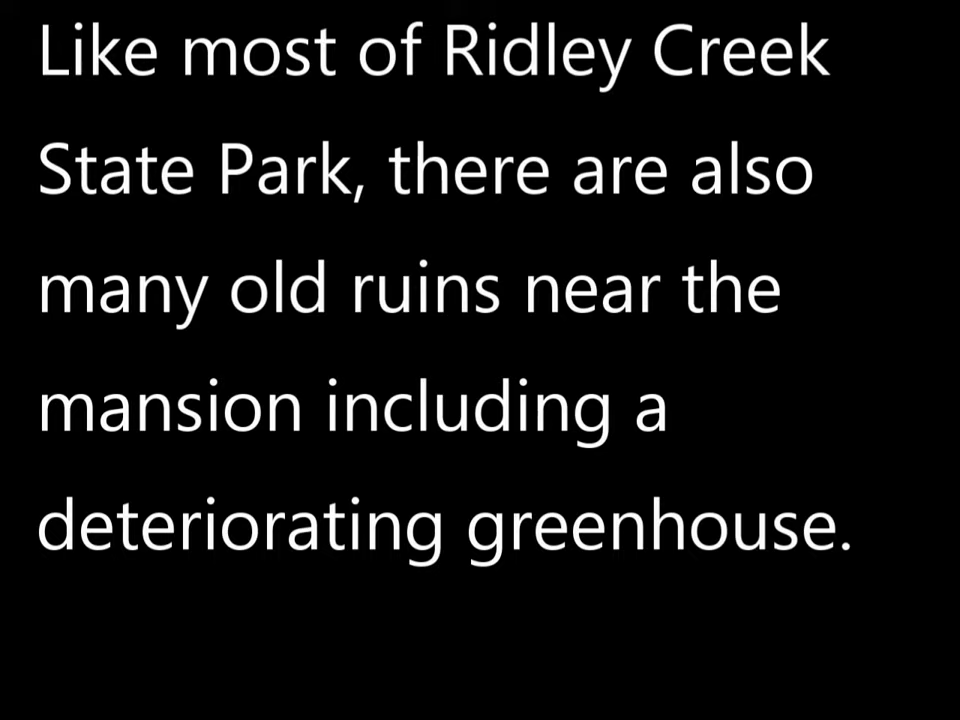 Like most of Ridley Creek
State Park, there are also
many old ruins near the
mansion including a
deteriorating greenhouse.